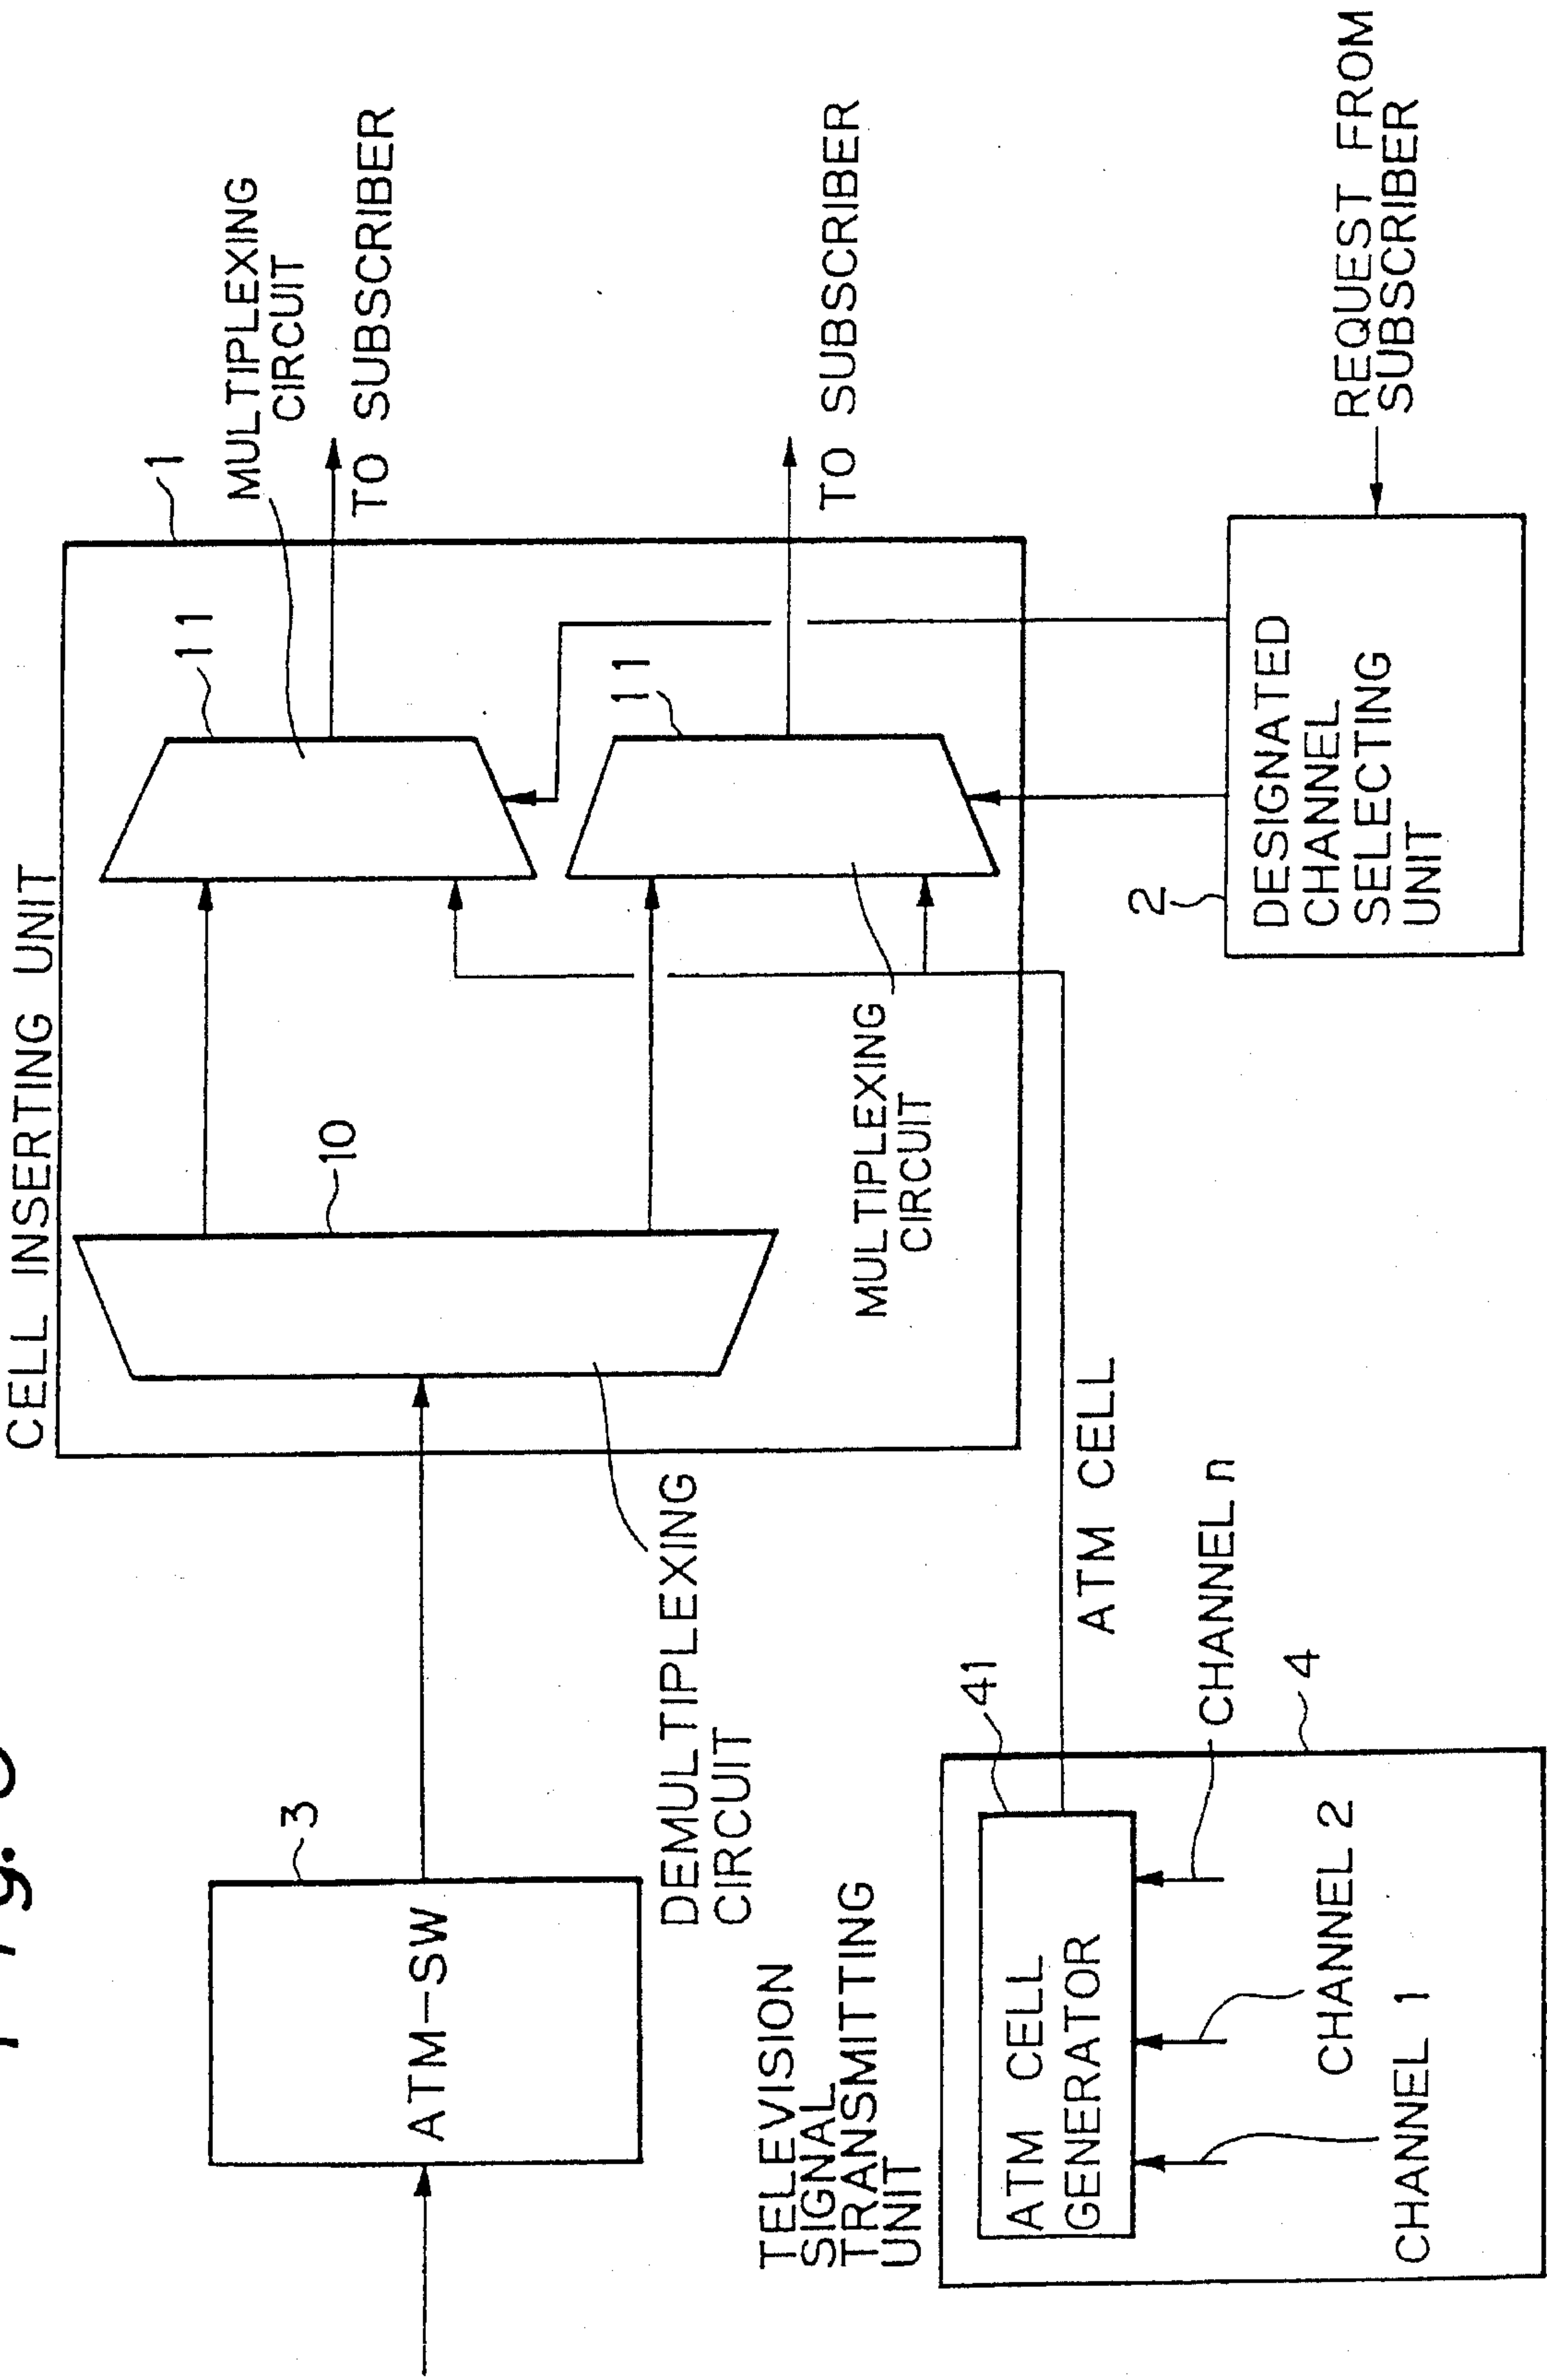 CELL INSERTING UNIT
1
MULTIPLEXING
CIRCUIT
11
TO SUBSCRIBER
10
3
ATM-SW
11
TO SUBSCRIBER
DEMULTIPLEXING
CIRCUIT
MULTIPLEXING
CIRCUIT
TELEVISION
SIGNAL
TRANSMITTING
UNIT
41
ATM CELL
GENERATOR
ATM CELL
2
DESIGNATED
CHANNEL
SELECTING
UNIT
REQUEST FROM
SUBSCRIBER
CHANNEL n
4
CHANNEL 2
CHANNEL 1